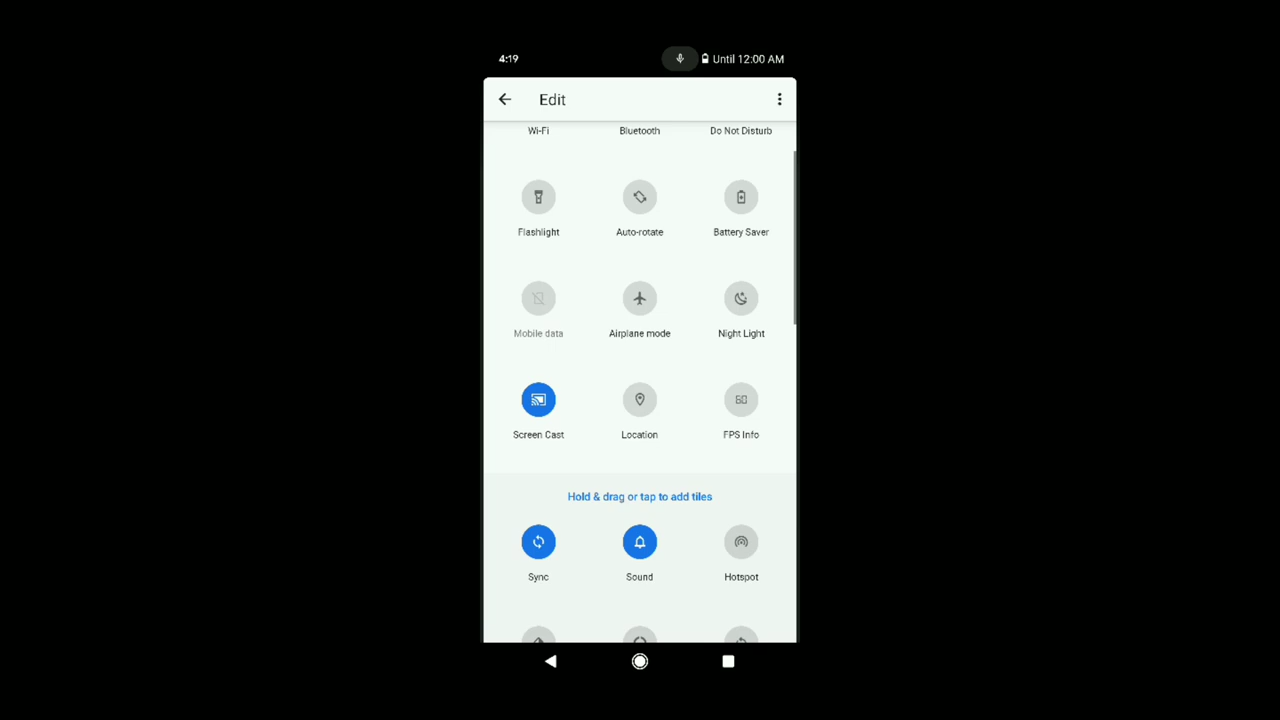 4:19 Until 12:00 AM
Edit
Wi-Fi Bluetooth Do Not Disturb
Flashlight Auto-rotate Battery Saver
Mobile data Airplane mode Night Light
60
Screen Cast Location FPS Info
Hold & drag or tap to add tiles
Sync Sound Hotspot